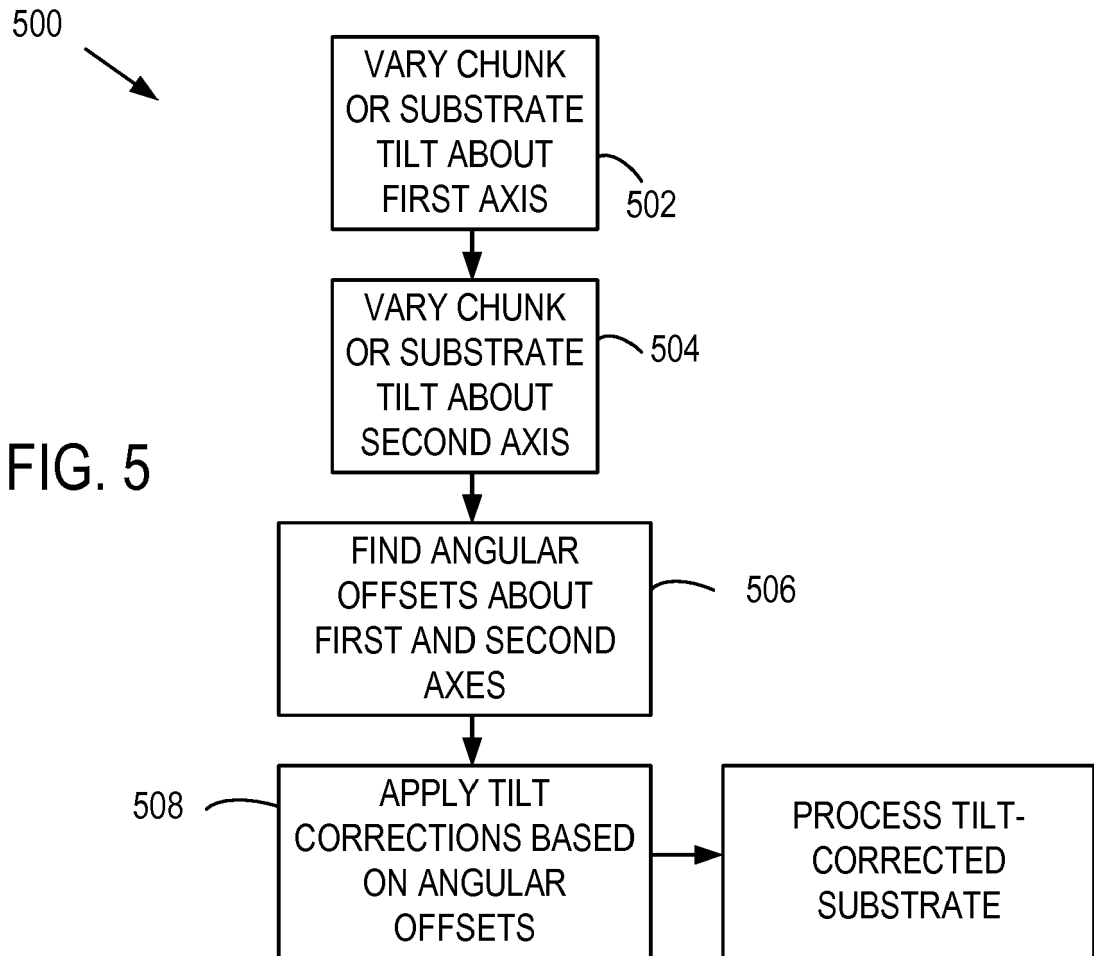 500
VARY CHUNK
OR SUBSTRATE
TILT ABOUT
FIRST AXIS
502
VARY CHUNK
OR SUBSTRATE
TILT ABOUT
SECOND AXIS
504
FIG. 5
FIND ANGULAR
OFFSETS ABOUT
FIRST AND SECOND
AXES
506
508
APPLY TILT
CORRECTIONS BASED
ON ANGULAR
OFFSETS
PROCESS TILT-
CORRECTED
SUBSTRATE